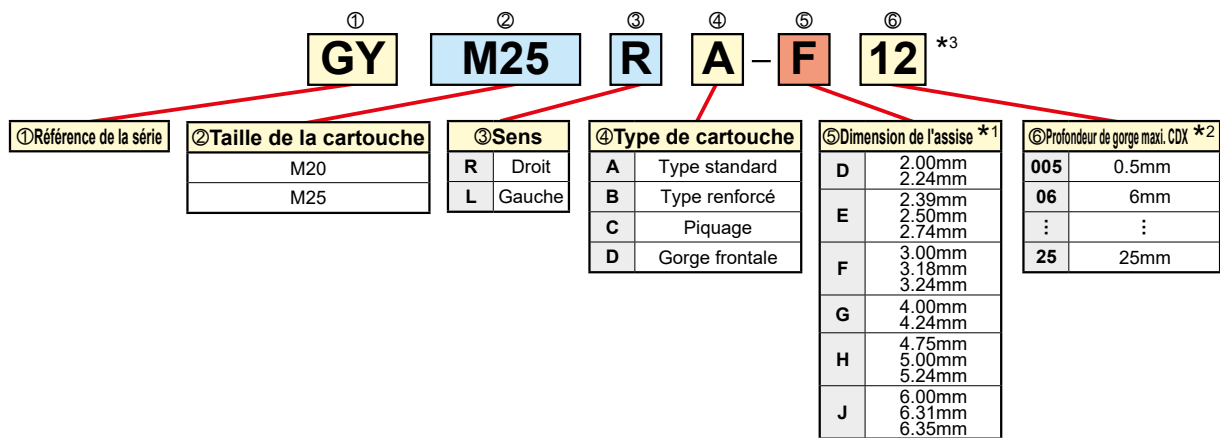 ① ② ③ ④ ⑤ ⑥
GY M25 R A – F 12 *3
①Référence de la série
②Taille de la cartouche
M20
M25
③Sens
R Droit
L Gauche
④Type de cartouche
A Type standard
B Type renforcé
C Piquage
D Gorge frontale
⑤Dimension de l'assise *1
D 2.00mm
2.24mm
E 2.39mm
2.50mm
2.74mm
F 3.00mm
3.18mm
3.24mm
G 4.00mm
4.24mm
H 4.75mm
5.00mm
5.24mm
J 6.00mm
6.31mm
6.35mm
⑥Profondeur de gorge maxi. CDX *2
005 0.5mm
06 6mm
⋮ ⋮
25 25mm